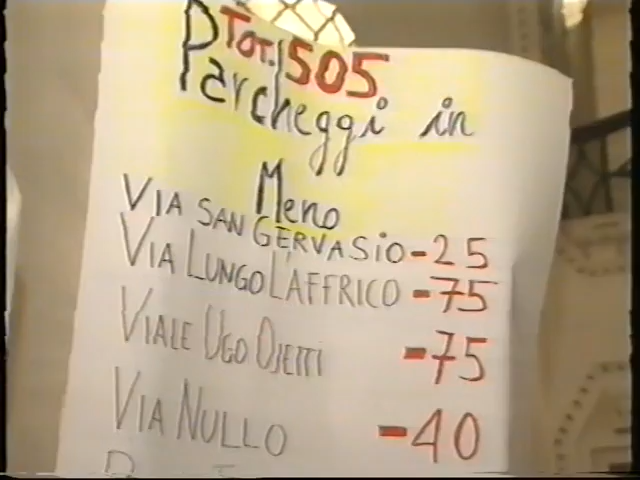 Tot. 505
Parcheggi in
Meno
VIA SAN GERVASIO -25
VIA LUNGO L'AFFRICO -75
VIALE UGO OJETTI -75
VIA NULLO -40